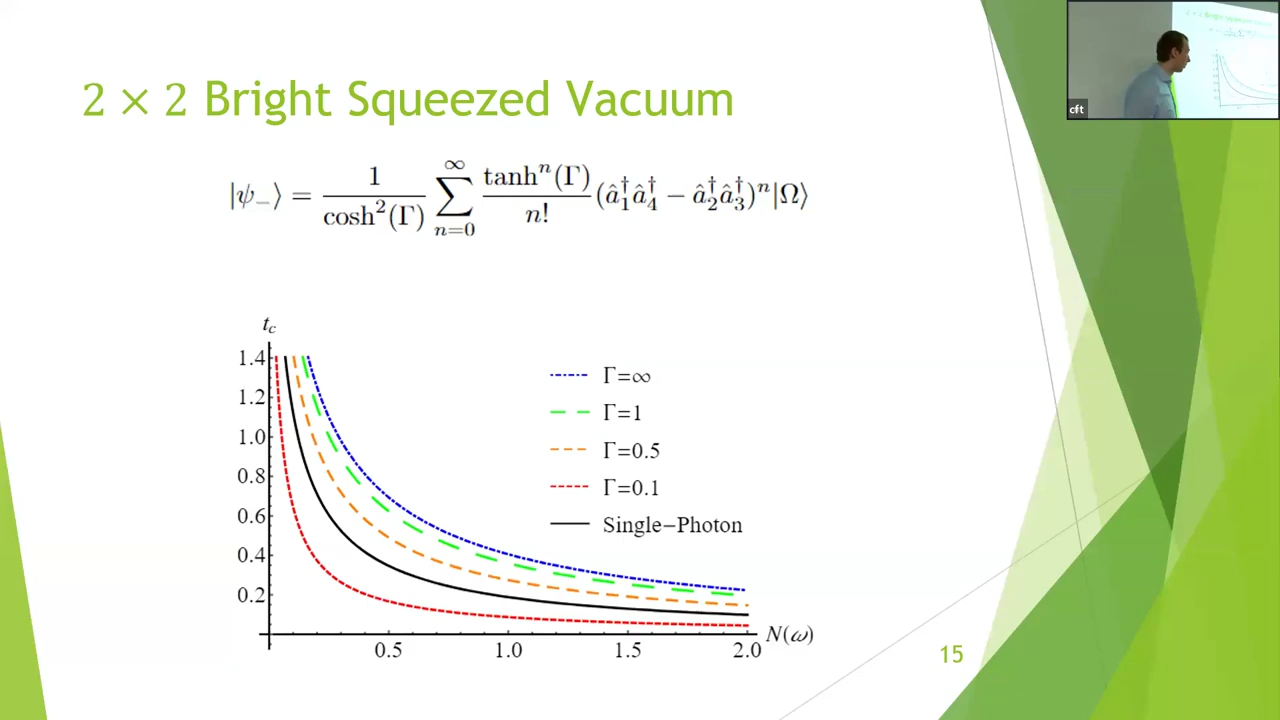 2 × 2 Bright Squeezed Vacuum
|ψ₋⟩ = 1/cosh²(Γ) ∑_{n=0}^{∞} tanhⁿ(Γ)/n! (â₁†â₄† − â₂†â₃†)ⁿ|Ω⟩
cft
t_c
1.4
1.2
1.0
0.8
0.6
0.4
0.2
Γ=∞
Γ=1
Γ=0.5
Γ=0.1
Single−Photon
0.5 1.0 1.5 2.0
N(ω)
15